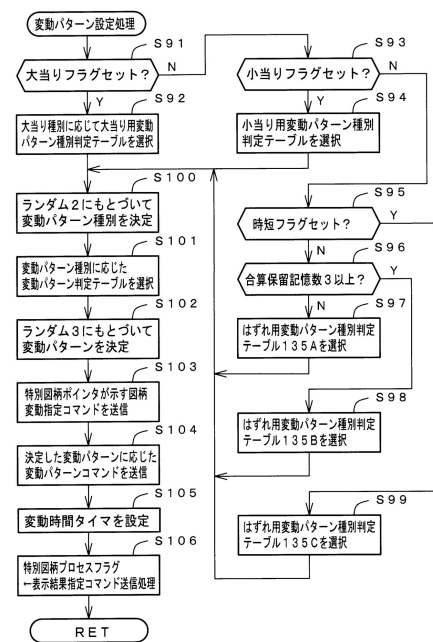 変動パターン設定処理
S91
大当りフラグセット？
N
Y
S92
大当り種別に応じて大当り用変動
パターン種別判定テーブルを選択
S93
小当りフラグセット？
N
Y
S94
小当り用変動パターン種別
判定テーブルを選択
S100
ランダム2にもとづいて
変動パターン種別を決定
S95
時短フラグセット？
Y
N
S101
変動パターン種別に応じた
変動パターン判定テーブルを選択
S96
合算保留記憶数3以上？
Y
N
S102
ランダム3にもとづいて
変動パターンを決定
S97
はずれ用変動パターン種別判定
テーブル135Aを選択
S103
特別図柄ポインタが示す図柄
変動指定コマンドを送信
S98
はずれ用変動パターン種別判定
テーブル135Bを選択
S104
決定した変動パターンに応じた
変動パターンコマンドを送信
S105
変動時間タイマを設定
S99
はずれ用変動パターン種別判定
テーブル135Cを選択
S106
特別図柄プロセスフラグ
←表示結果指定コマンド送信処理
RET